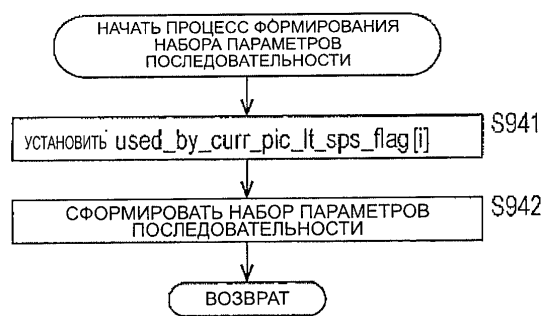 НАЧАТЬ ПРОЦЕСС ФОРМИРОВАНИЯ
НАБОРА ПАРАМЕТРОВ
ПОСЛЕДОВАТЕЛЬНОСТИ
УСТАНОВИТЬ used_by_curr_pic_lt_sps_flag[i]
S941
СФОРМИРОВАТЬ НАБОР ПАРАМЕТРОВ
ПОСЛЕДОВАТЕЛЬНОСТИ
S942
ВОЗВРАТ